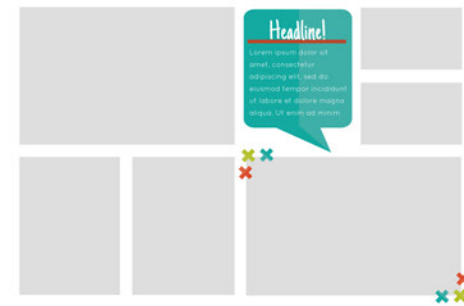 Headline!
Lorem ipsum dolor sit
amet, consectetur
adipiscing elit, sed do
eiusmod tempor incididunt
ut labore et dolore magna
aliqua. Ut enim ad minim